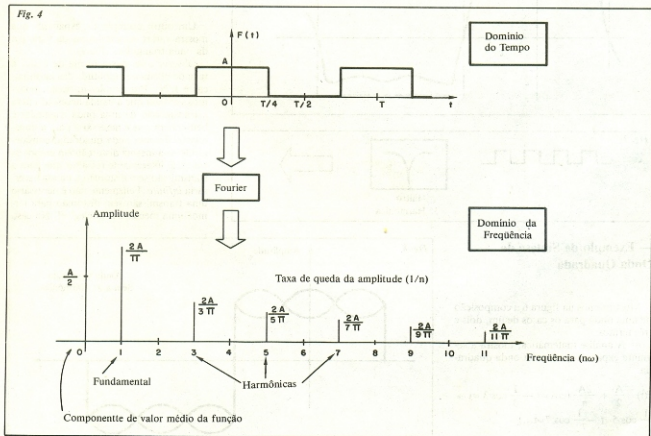 Fig. 4
F(t)
Domínio
do Tempo
A
O
T/4
T/2
T
t
Fourier
Amplitude
Domínio da
Freqüência
2A
π
A
2
Taxa de queda da amplitude (1/n)
2A
3π
2A
5π
2A
7π
2A
9π
2A
11π
0 1 2 3 4 5 6 7 8 9 10 11
Freqüência (nω)
Fundamental
Harmônicas
Componentte de valor médio da função